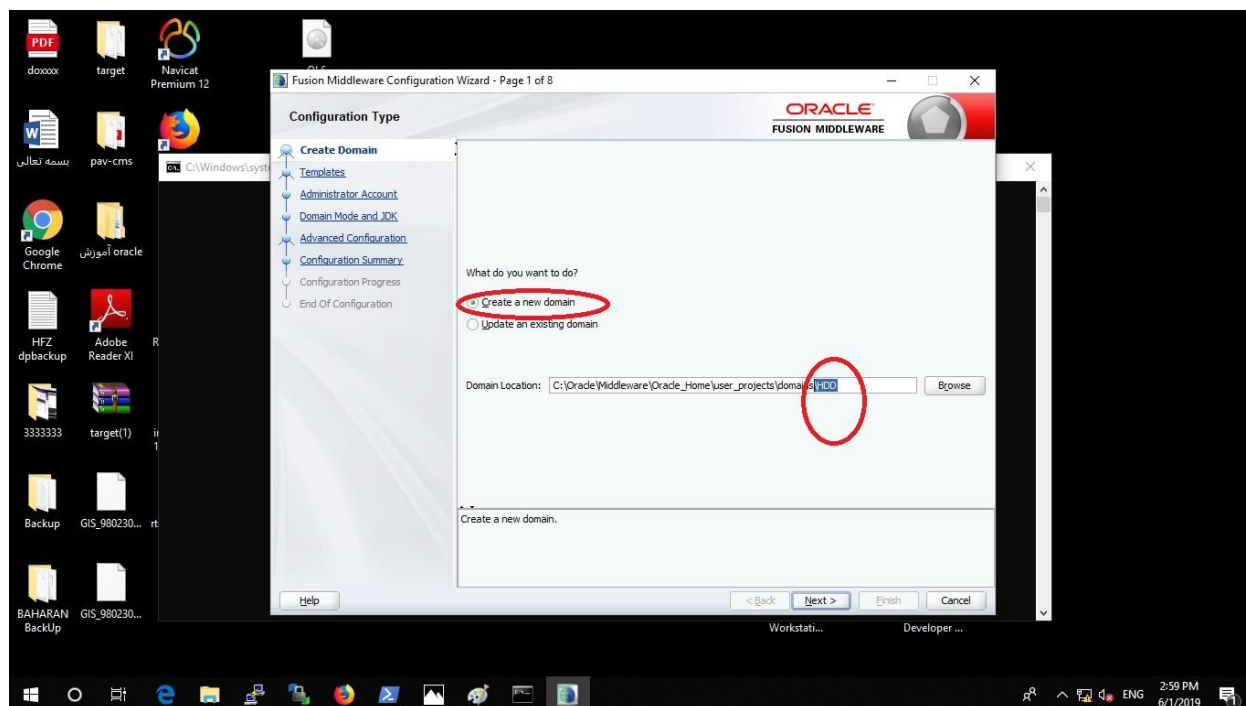 PDF
doxxxx
target
Navicat
Premium 12
Fusion Middleware Configuration Wizard - Page 1 of 8
Configuration Type
ORACLE
FUSION MIDDLEWARE
Create Domain
Templates
Administrator Account
Domain Mode and JDK
Advanced Configuration
Configuration Summary
Configuration Progress
End Of Configuration
What do you want to do?
Create a new domain
Update an existing domain
Domain Location: C:\Oracle\Middleware\Oracle_Home\user_projects\domains\HDD
Browse
Create a new domain.
Help
< Back
Next >
Finish
Cancel
C:\Windows\syst
بسمه تعالی
pav-cms
Google
Chrome
آموزش oracle
HFZ
dpbackup
Adobe
Reader XI
3333333
target(1)
Backup
GIS_980230...
rt
BAHARAN
BackUp
GIS_980230...
Workstati...
Developer ...
ENG
2:59 PM
6/1/2019